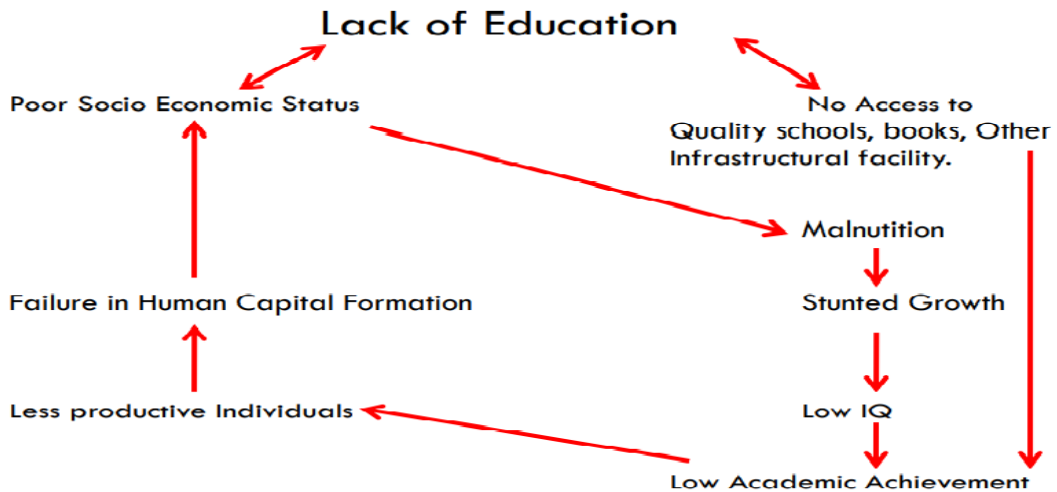 Lack of Education
Poor Socio Economic Status
No Access to
Quality schools, books, Other
Infrastructural facility.
Malnutition
Failure in Human Capital Formation
Stunted Growth
Less productive Individuals
Low IQ
Low Academic Achievement